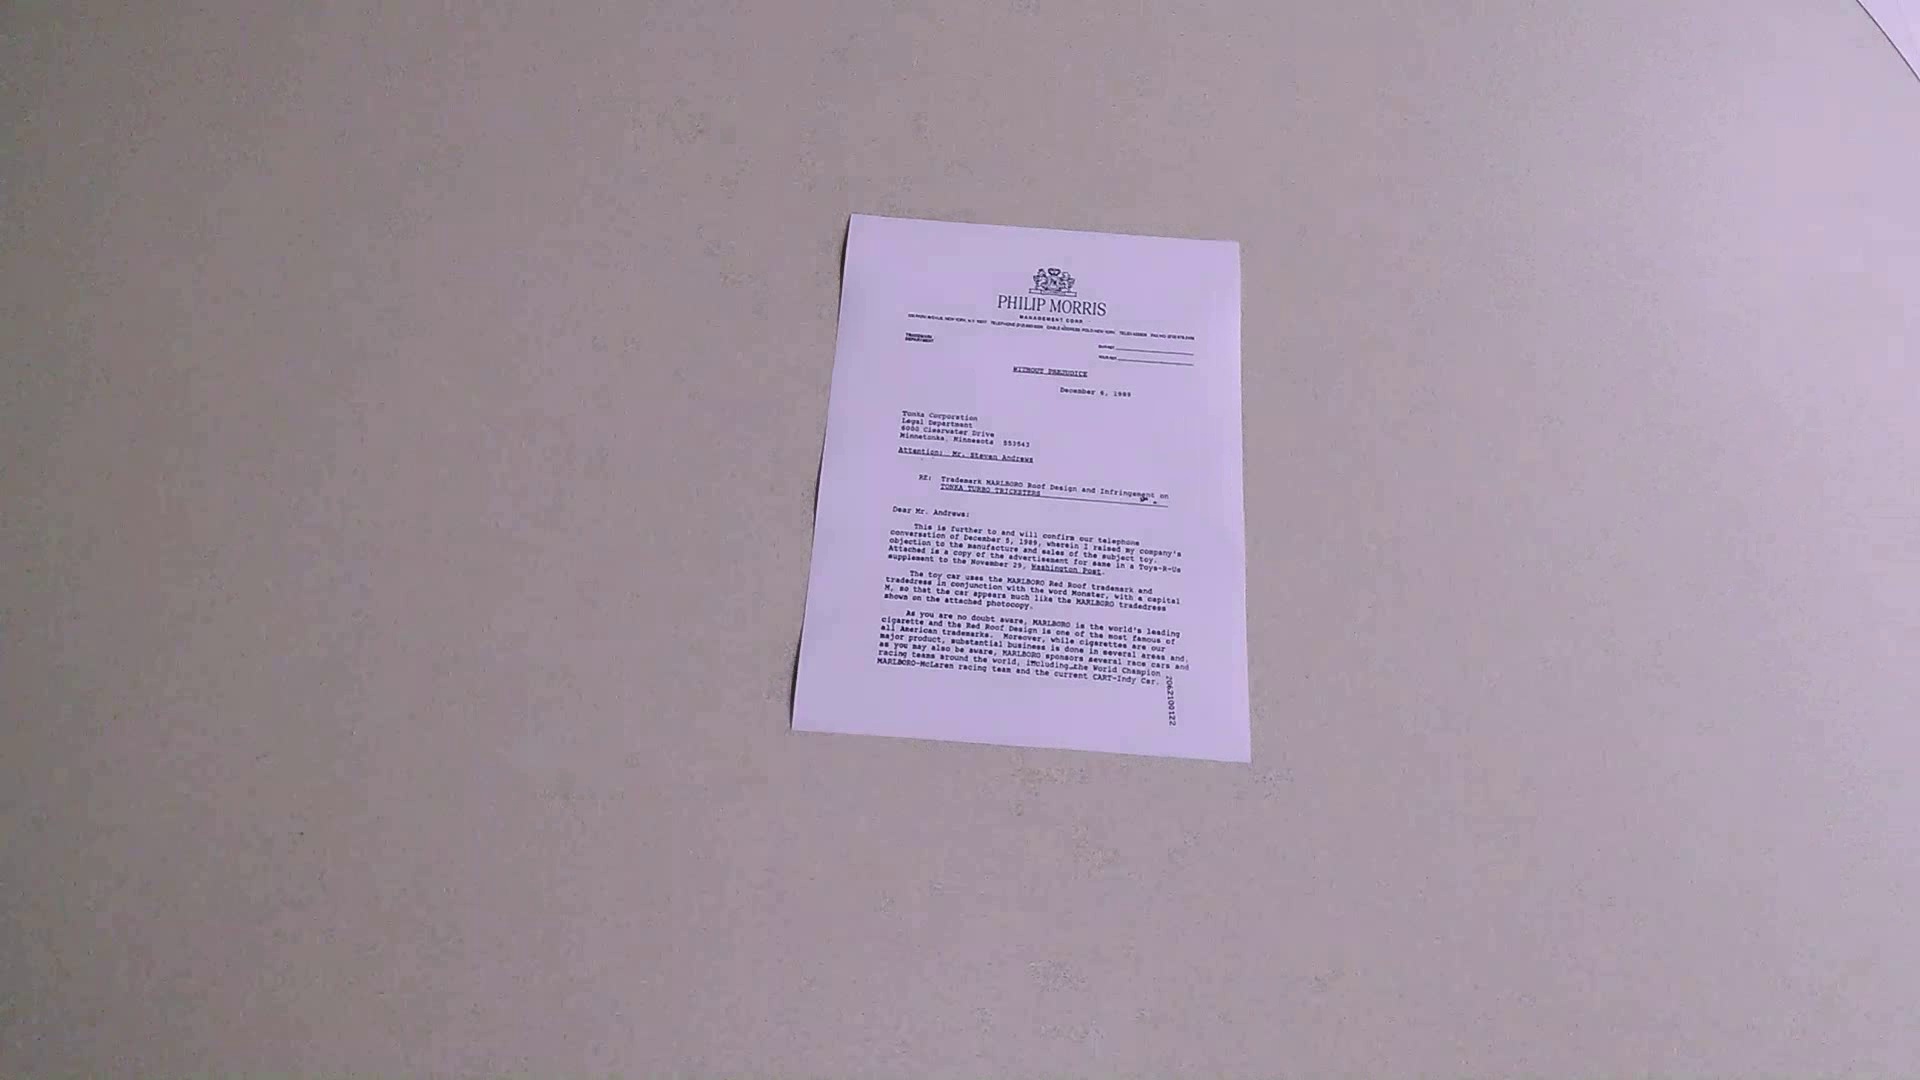 PHILIP MORRIS
MANAGEMENT CORP.
TRADEMARK
DEPARTMENT
WITHOUT PREJUDICE
December 6, 1989
Tonka Corporation
Legal Department
6000 Clearwater Drive
Minnetonka, Minnesota 553543
Attention: Mr. Steven Andrews
RE: Trademark MARLBORO Roof Design and Infringement on
TONKA TURBO TRICKSTERS
Dear Mr. Andrews:
This is further to and will confirm our telephone
conversation of December 5, 1989, wherein I raised my company's
objection to the manufacture and sales of the subject toy.
Attached is a copy of the advertisement for same in a Toys-R-Us
supplement to the November 29, Washington Post.
The toy car uses the MARLBORO Red Roof trademark and
tradedress in conjunction with the word Monster, with a capital
M, so that the car appears much like the MARLBORO tradedress
shown on the attached photocopy.
As you are no doubt aware, MARLBORO is the world's leading
cigarette and the Red Roof Design is one of the most famous of
all American trademarks. Moreover, while cigarettes are our
major product, substantial business is done in several areas and,
as you may also be aware, MARLBORO sponsors several race cars and
racing teams around the world, including the World Champion
MARLBORO-McLaren racing team and the current CART-Indy Car.
2062100122